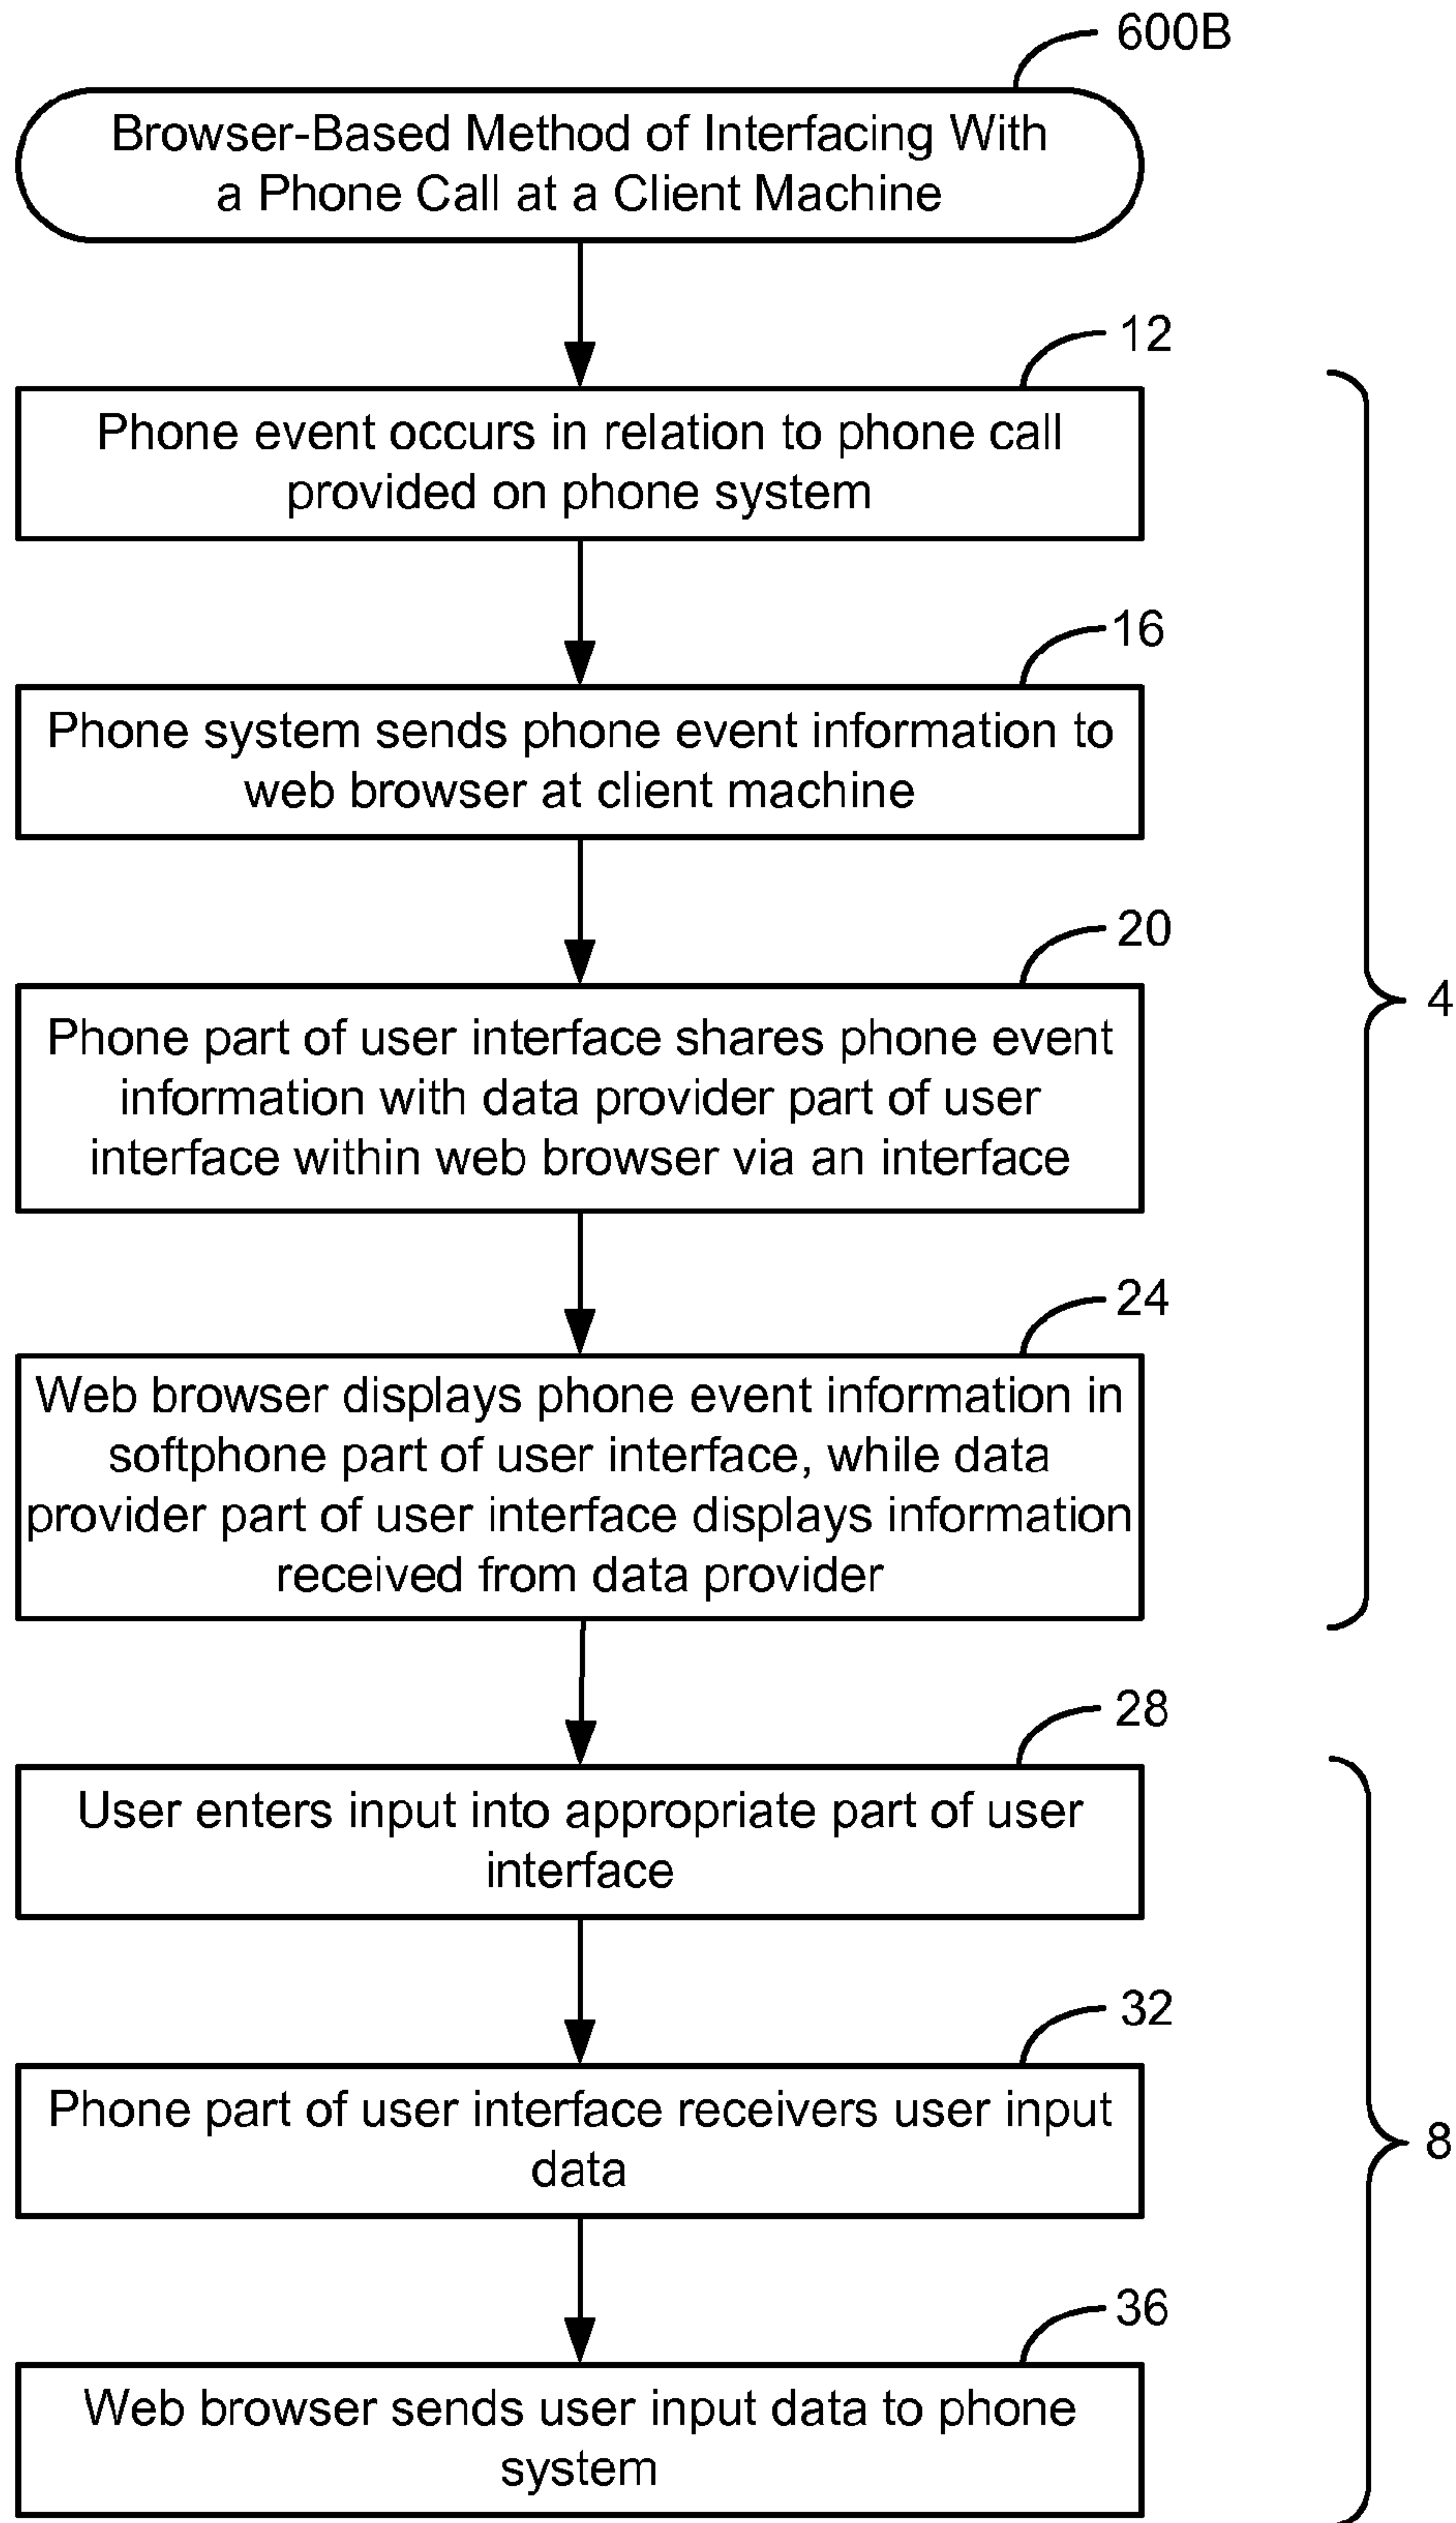 600B
Browser-Based Method of Interfacing With
a Phone Call at a Client Machine
12
Phone event occurs in relation to phone call
provided on phone system
16
Phone system sends phone event information to
web browser at client machine
20
Phone part of user interface shares phone event
information with data provider part of user
interface within web browser via an interface
4
24
Web browser displays phone event information in
softphone part of user interface, while data
provider part of user interface displays information
received from data provider
28
User enters input into appropriate part of user
interface
32
Phone part of user interface receivers user input
data
8
36
Web browser sends user input data to phone
system